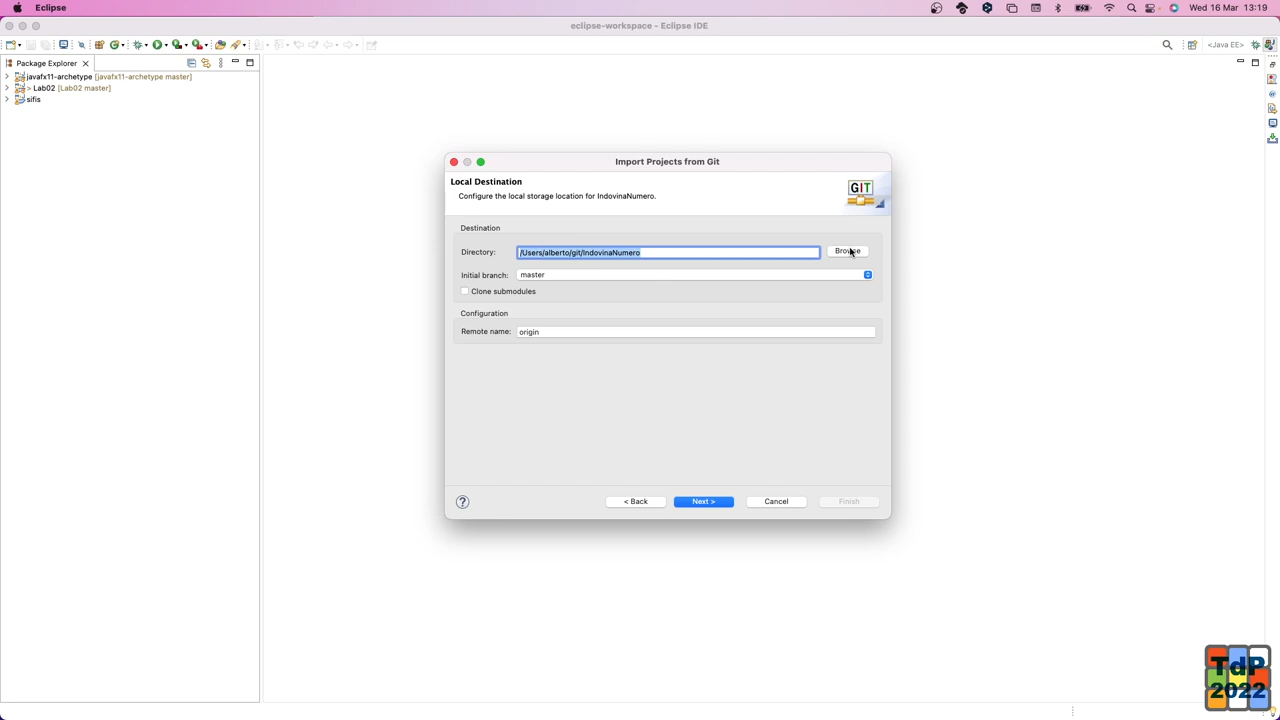 Eclipse
Wed 16 Mar 13:19
eclipse-workspace - Eclipse IDE
<Java EE>
Package Explorer
javafx11-archetype [javafx11-archetype master]
> Lab02 [Lab02 master]
sifis
Import Projects from Git
Local Destination
Configure the local storage location for IndovinaNumero.
GIT
Destination
Directory: /Users/alberto/git/IndovinaNumero Browse
Initial branch: master
Clone submodules
Configuration
Remote name: origin
?
< Back
Next >
Cancel
Finish
TdP
2022